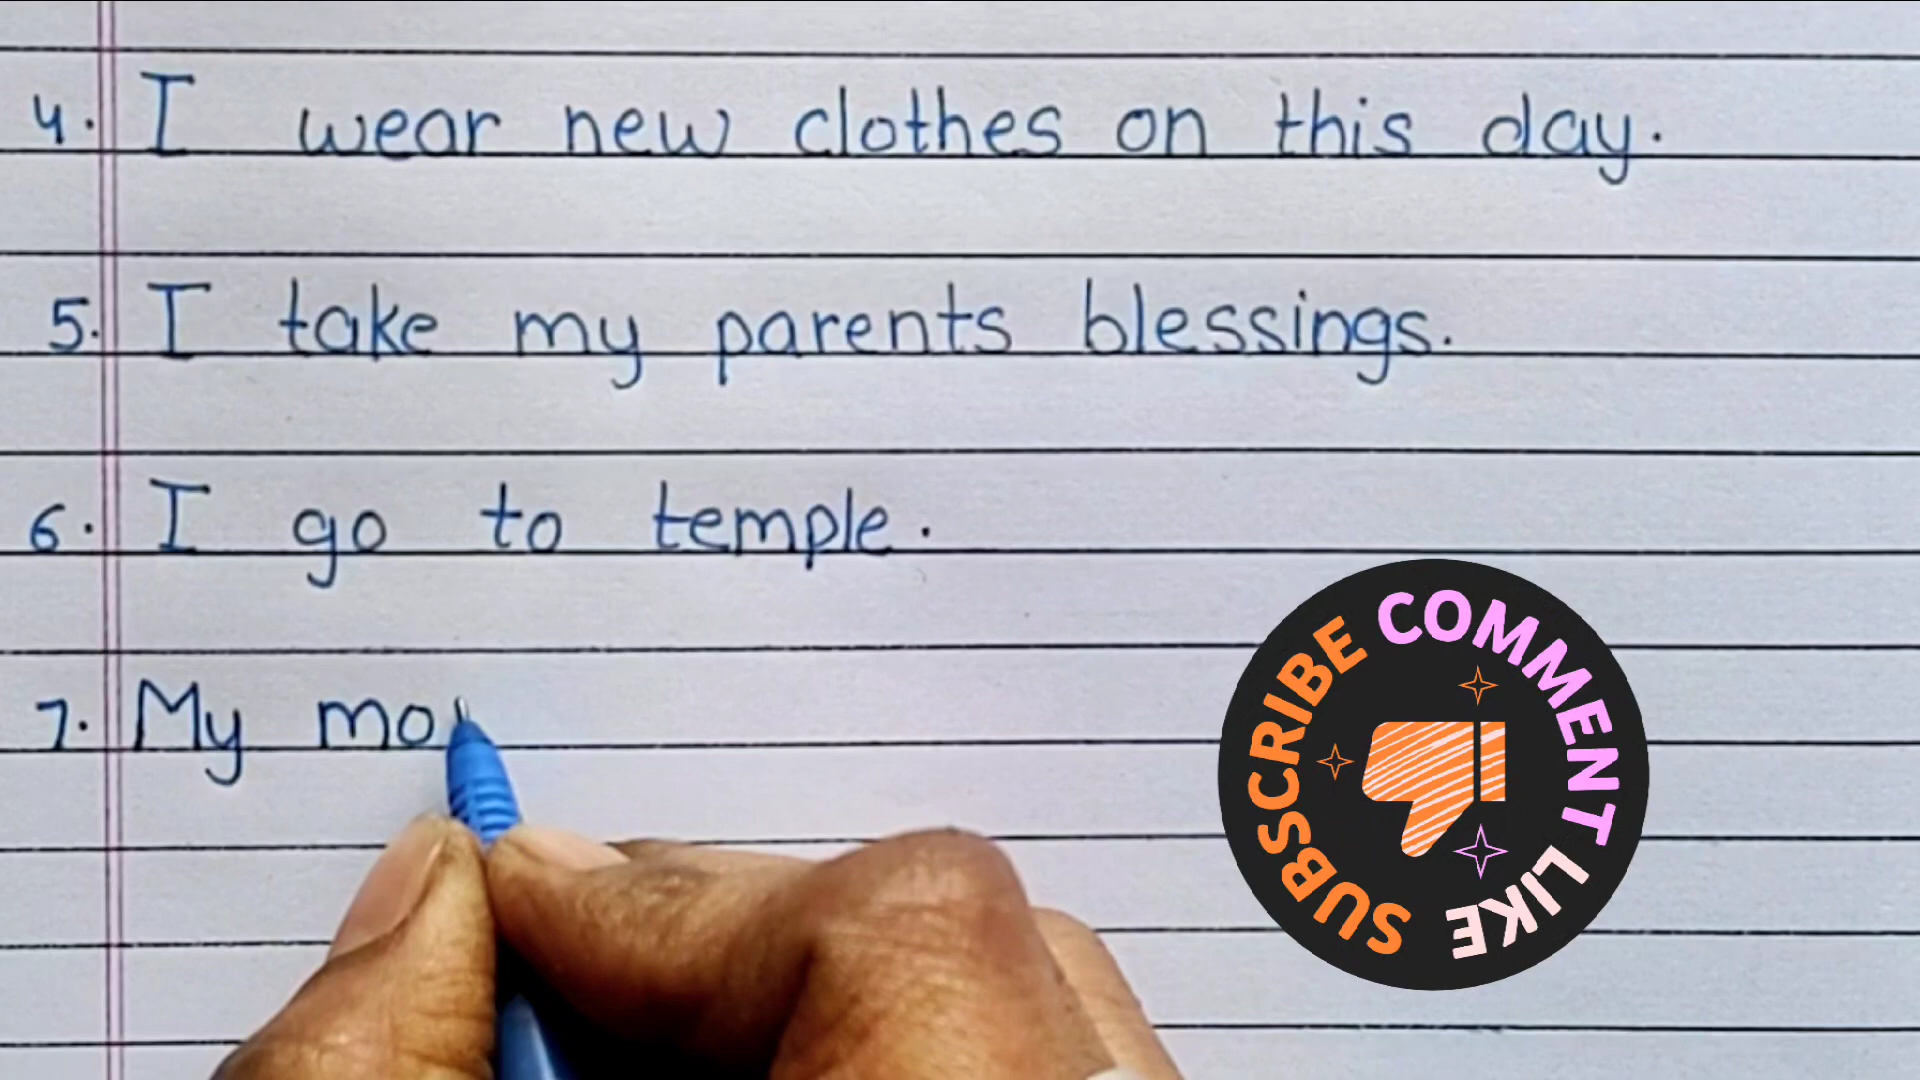 4. I wear new clothes on this day.
5. I take my parents blessings.
6. I go to temple.
7. My mo
SUBSCRIBE COMMENT LIKE